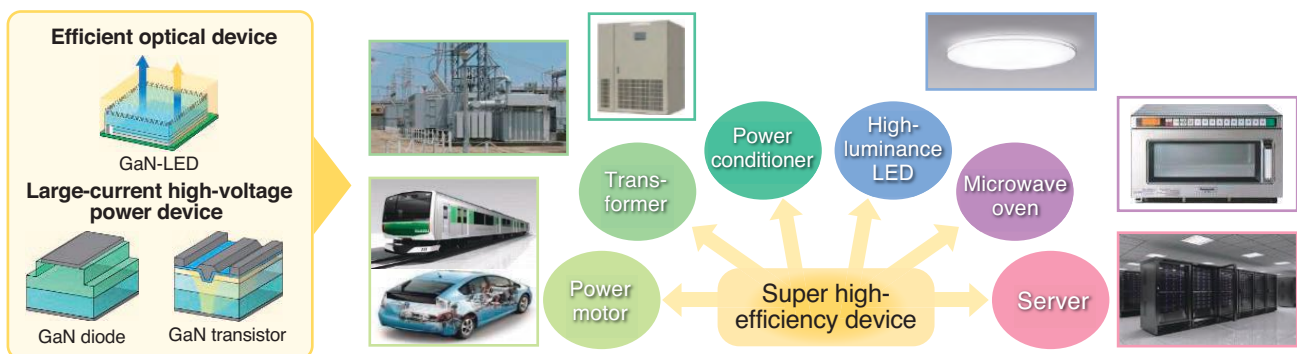 Efficient optical device
GaN-LED
Large-current high-voltage
power device
GaN diode
GaN transistor
Power
motor
Trans-
former
Power
conditioner
High-
luminance
LED
Microwave
oven
Server
Super high-
efficiency device